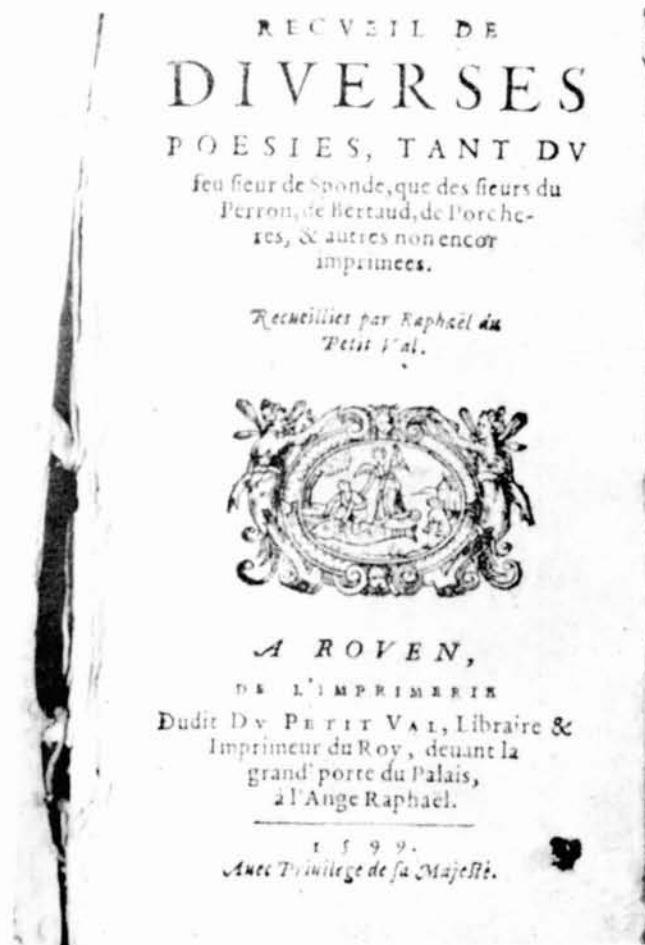 RECVEIL DE
DIVERSES
POESIES, TANT DV
feu ſieur de Sponde, que des ſieurs du
Perron, de Bertaud, de Porche-
res, & autres non encor
imprimees.
Recueillies par Raphaël du
Petit Val.
A ROVEN,
DE L'IMPRIMERIE
Dudit DV PETIT VAL, Libraire &
Imprimeur du Roy, deuant la
grand' porte du Palais,
à l'Ange Raphaël.
1599.
Auec Priuilege de ſa Majeſté.